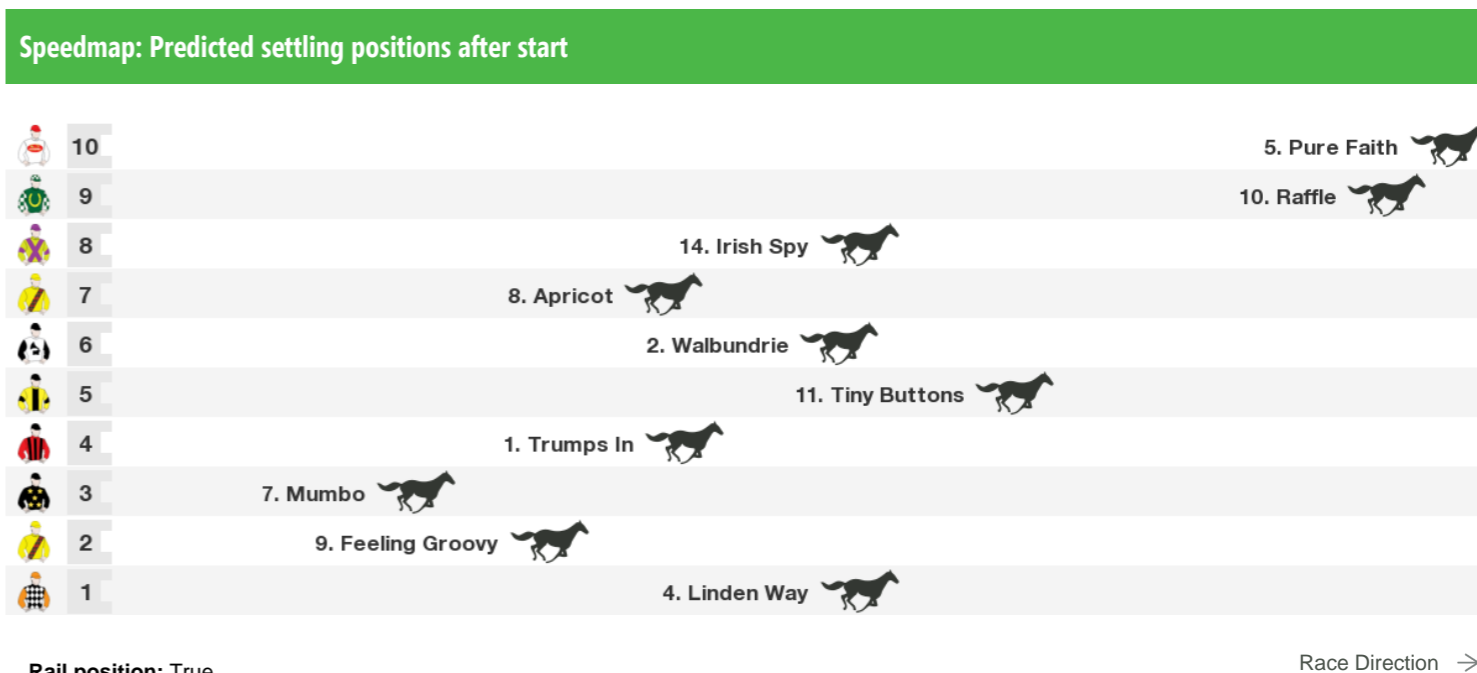 Speedmap: Predicted settling positions after start
10 5. Pure Faith
9 10. Raffle
8 14. Irish Spy
7 8. Apricot
6 2. Walbundrie
5 11. Tiny Buttons
4 1. Trumps In
3 7. Mumbo
2 9. Feeling Groovy
1 4. Linden Way
Race Direction →
Rail position: True